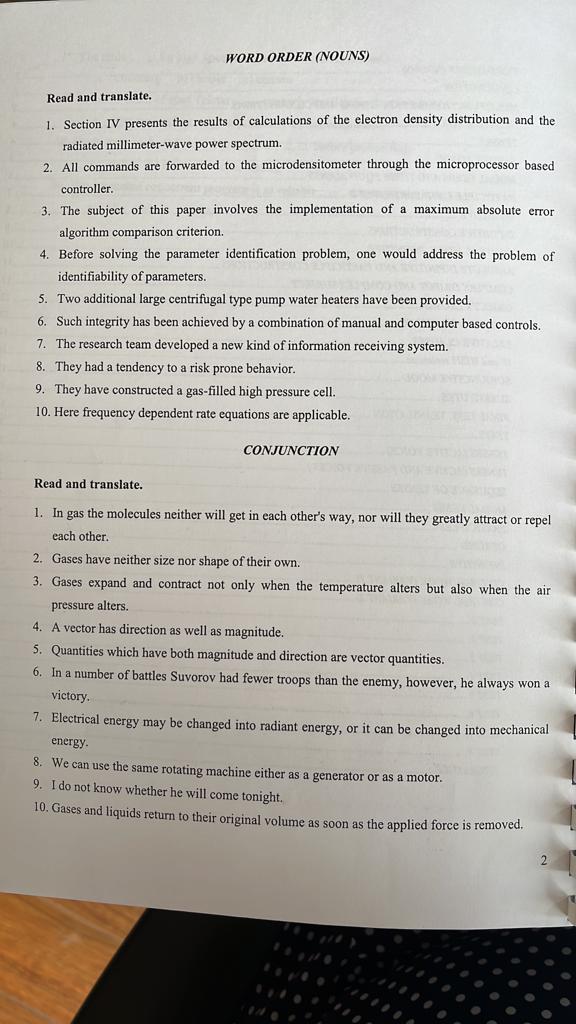 WORD ORDER (NOUNS)
Read and translate.
1. Section IV presents the results of calculations of the electron density distribution and the
radiated millimeter-wave power spectrum.
2. All commands are forwarded to the microdensitometer through the microprocessor based
controller.
3. The subject of this paper involves the implementation of a maximum absolute error
algorithm comparison criterion.
4. Before solving the parameter identification problem, one would address the problem of
identifiability of parameters.
5. Two additional large centrifugal type pump water heaters have been provided.
6. Such integrity has been achieved by a combination of manual and computer based controls.
7. The research team developed a new kind of information receiving system.
8. They had a tendency to a risk prone behavior.
9. They have constructed a gas-filled high pressure cell.
10. Here frequency dependent rate equations are applicable.
CONJUNCTION
Read and translate.
1. In gas the molecules neither will get in each other's way, nor will they greatly attract or repel
each other.
2. Gases have neither size nor shape of their own.
3. Gases expand and contract not only when the temperature alters but also when the air
pressure alters.
4. A vector has direction as well as magnitude.
5. Quantities which have both magnitude and direction are vector quantities.
6. In a number of battles Suvorov had fewer troops than the enemy, however, he always won a
victory.
7. Electrical energy may be changed into radiant energy, or it can be changed into mechanical
energy.
8. We can use the same rotating machine either as a generator or as a motor.
9. I do not know whether he will come tonight.
10. Gases and liquids return to their original volume as soon as the applied force is removed.
2